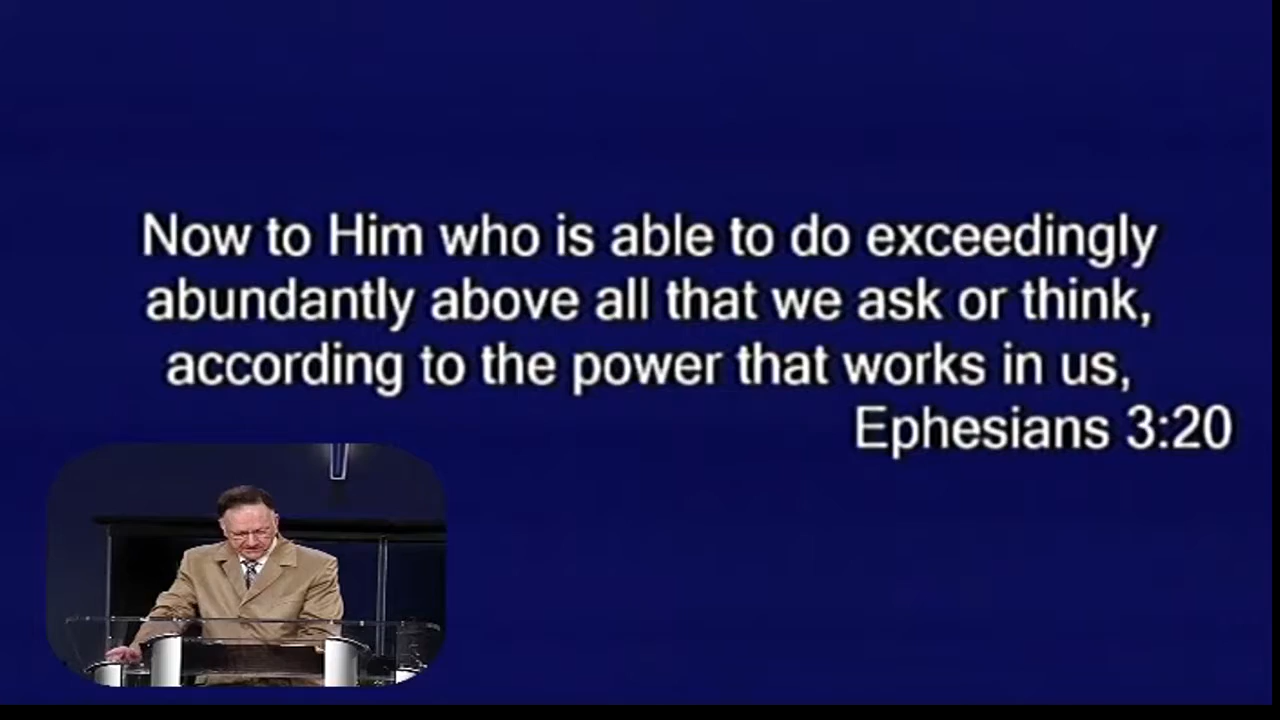 Now to Him who is able to do exceedingly
abundantly above all that we ask or think,
according to the power that works in us,
Ephesians 3:20